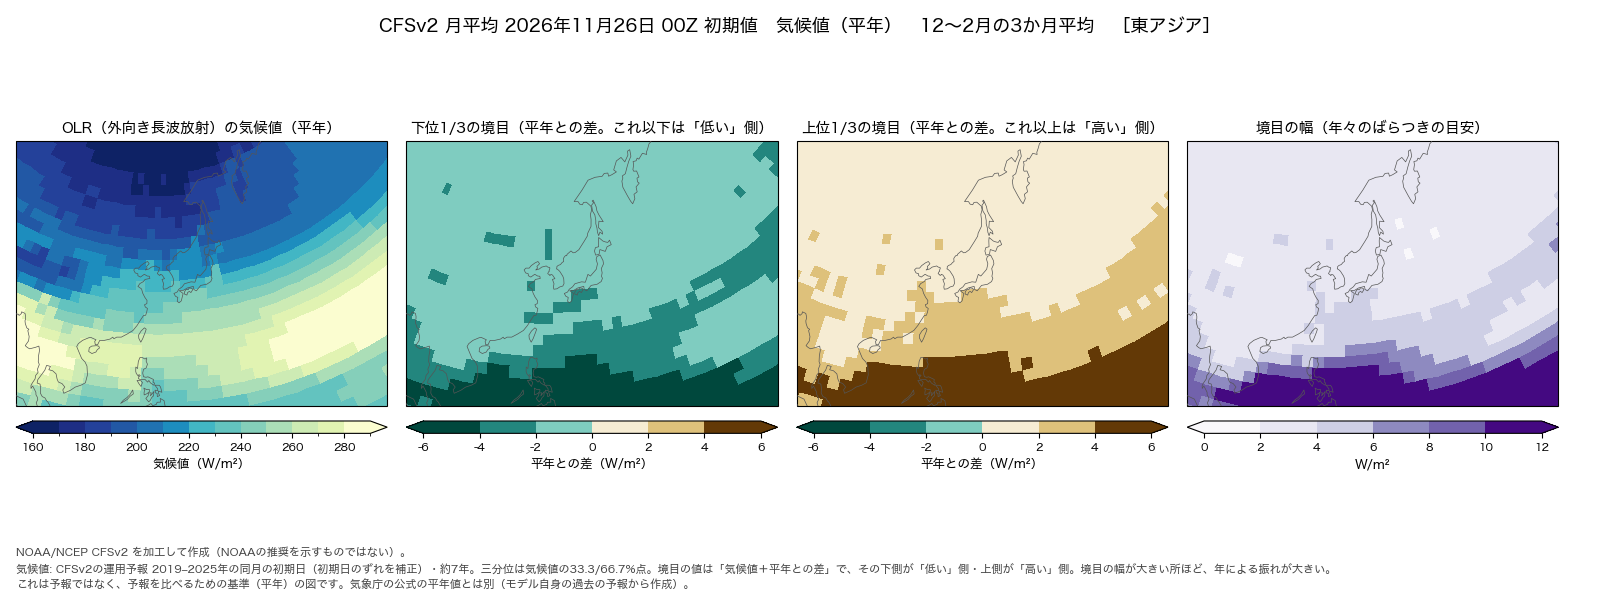 CFSv2 月平均 2026年11月26日 00Z 初期値　気候値（平年）　12～2月の3か月平均　［東アジア］
OLR（外向き長波放射）の気候値（平年）
下位1/3の境目（平年との差。これ以下は「低い」側）
上位1/3の境目（平年との差。これ以上は「高い」側）
境目の幅（年々のばらつきの目安）
160 180 200 220 240 260 280
気候値（W/m²）
-6 -4 -2 0 2 4 6
平年との差（W/m²）
-6 -4 -2 0 2 4 6
平年との差（W/m²）
0 2 4 6 8 10 12
W/m²
NOAA/NCEP CFSv2 を加工して作成（NOAAの推奨を示すものではない）。
気候値: CFSv2の運用予報 2019–2025年の同月の初期日（初期日のずれを補正）・約7年。三分位は気候値の33.3/66.7%点。境目の値は「気候値＋平年との差」で、その下側が「低い」側・上側が「高い」側。境目の幅が大きい所ほど、年による振れが大きい。
これは予報ではなく、予報を比べるための基準（平年）の図です。気象庁の公式の平年値とは別（モデル自身の過去の予報から作成）。